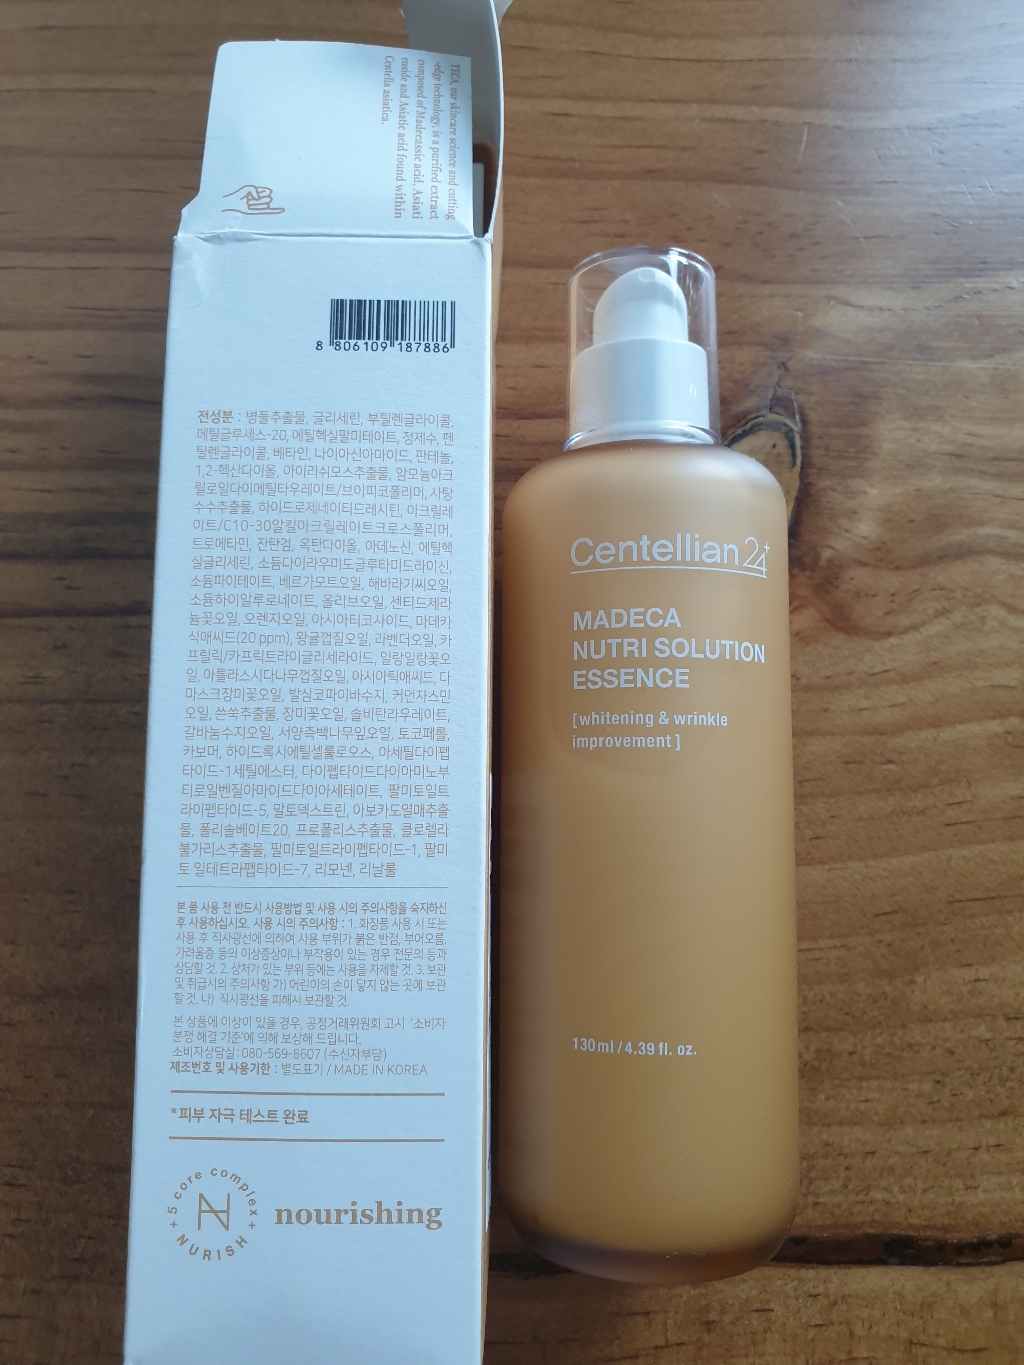 TECA, our skincare science and cutting
-edge technology, is a purified extract
composed of Madecassic acid, Asiati
coside and Asiatic acid found within
Centella asiatica.
8 806109 187886
전성분 : 병풀추출물, 글리세린, 부틸렌글라이콜,
메틸글루세스-20, 에틸헥실팔미테이트, 정제수, 펜
틸렌글라이콜, 베타인, 나이아신아마이드, 판테놀,
1,2-헥산다이올, 아이리쉬모스추출물, 암모늄아크
릴로일다이메틸타우레이트/브이피코폴리머, 사탕
수수추출물, 하이드로제네이티드레시틴, 아크릴레
이트/C10-30알킬아크릴레이트크로스폴리머,
트로메타민, 잔탄검, 옥탄다이올, 아데노신, 에틸헥
실글리세린, 소듐다이라우라미도글루타미드라이신,
소듐파이테이트, 베르가모트오일, 해바라기씨오일,
소듐하이알루로네이트, 올리브오일, 센티드제라
늄꽃오일, 오렌지오일, 아시아티코사이드, 마데카
식애씨드(20 ppm), 왕귤껍질오일, 라벤더오일, 카
프릴릭/카프릭트라이글리세라이드, 일랑일랑꽃오
일, 아틀라스시다나무껍질오일, 아시아틱애씨드, 다
마스크장미꽃오일, 발삼코파이바수지, 커먼자스민
오일, 쓴쑥추출물, 장미꽃오일, 솔비탄라우레이트,
갈바눔수지오일, 서양측백나무잎오일, 토코페롤,
카보머, 하이드록시에틸셀룰로오스, 아세틸다이펩
타이드-1세틸에스터, 다이펩타이드다이아미노부
티로일벤질아마이드다이아세테이트, 팔미토일트
라이펩타이드-5, 말토덱스트린, 아보카도열매추출
물, 폴리솔베이트20, 프로폴리스추출물, 클로렐라
불가리스추출물, 팔미토일트라이펩타이드-1, 팔미
토 일테트라펩타이드-7, 리모넨, 리날룰
본 품 사용 전 반드시 사용방법 및 사용 시의 주의사항을 숙지하신
후 사용하십시오. 사용 시의 주의사항 : 1. 화장품 사용 시 또는
사용 후 직사광선에 의하여 사용 부위가 붉은 반점, 부어오름,
가려움증 등의 이상증상이나 부작용이 있는 경우 전문의 등과
상담할 것. 2. 상처가 있는 부위 등에는 사용을 자제할 것. 3. 보관
및 취급시의 주의사항 가) 어린이의 손이 닿지 않는 곳에 보관
할 것. 나) 직사광선을 피해서 보관할 것.
본 상품에 이상이 있을 경우, 공정거래위원회 고시 '소비자
분쟁 해결 기준'에 의해 보상해 드립니다.
소비자상담실 : 080-569-8607 (수신자부담)
제조번호 및 사용기한 : 별도표기 / MADE IN KOREA
*피부 자극 테스트 완료
+ 5 core complex +
NURISH
nourishing
Centellian 24+
MADECA
NUTRI SOLUTION
ESSENCE
[whitening & wrinkle
improvement]
130ml / 4.39 fl. oz.